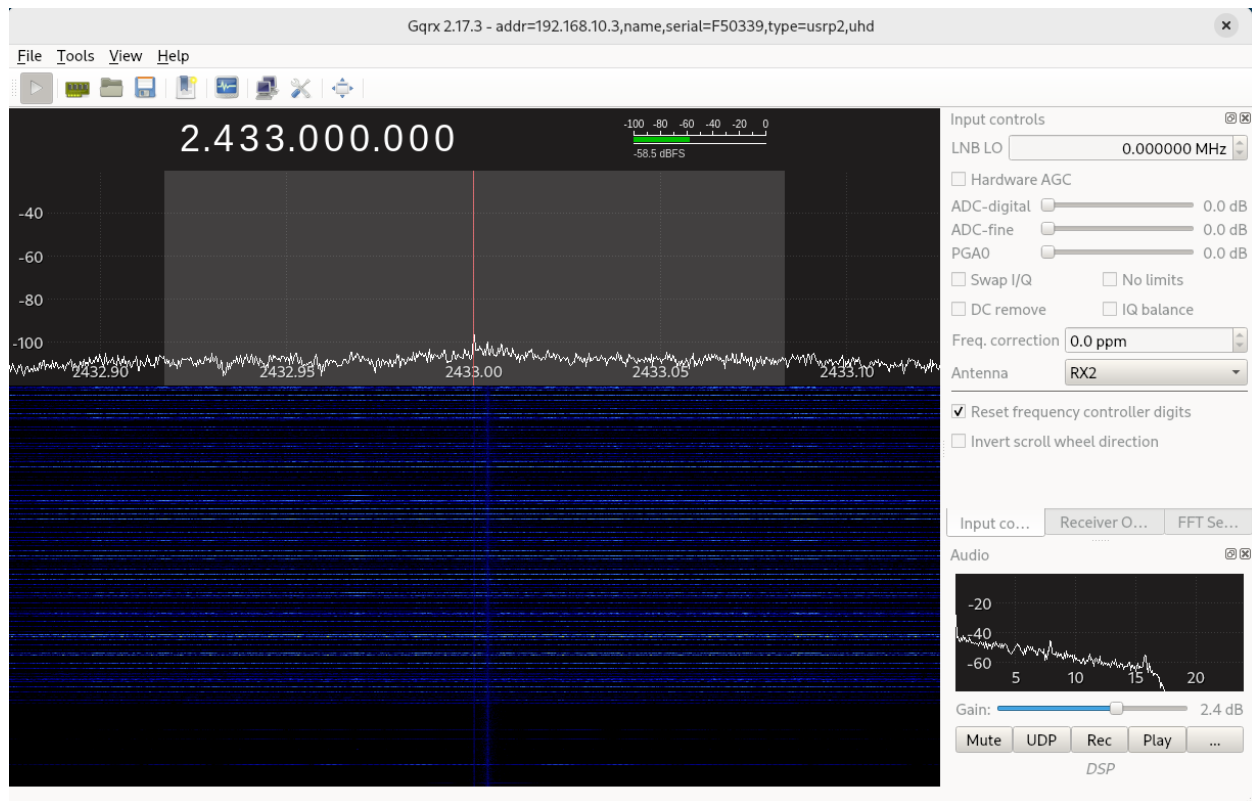 Gqrx 2.17.3 - addr=192.168.10.3,name,serial=F50339,type=usrp2,uhd
File Tools View Help
2.433.000.000
-100 -80 -60 -40 -20 0
-58.5 dBFS
-40
-60
-80
-100
2432.90 2432.95 2433.00 2433.05 2433.10
Input controls
LNB LO 0.000000 MHz
Hardware AGC
ADC-digital 0.0 dB
ADC-fine 0.0 dB
PGA0 0.0 dB
Swap I/Q No limits
DC remove IQ balance
Freq. correction 0.0 ppm
Antenna RX2
Reset frequency controller digits
Invert scroll wheel direction
Input co... Receiver O... FFT Se...
Audio
-20
-40
-60
5 10 15 20
Gain: 2.4 dB
Mute UDP Rec Play ...
DSP